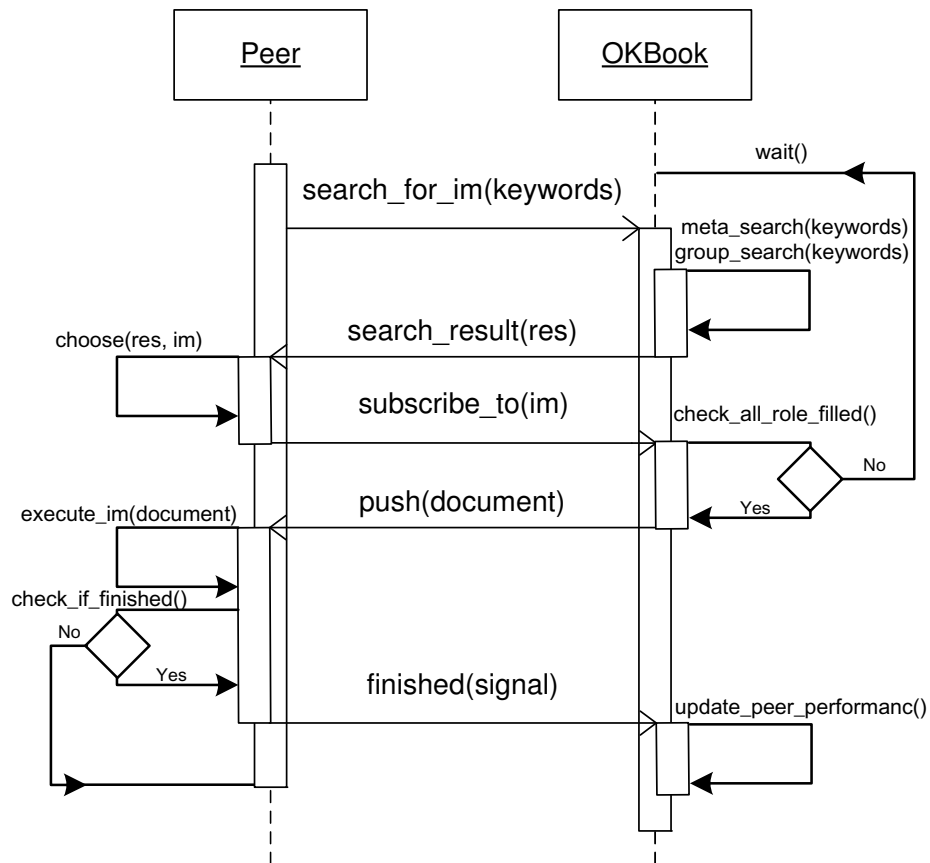 Peer
OKBook
wait()
search_for_im(keywords)
meta_search(keywords)
group_search(keywords)
search_result(res)
choose(res, im)
subscribe_to(im)
check_all_role_filled()
No
push(document)
Yes
execute_im(document)
check_if_finished()
No
Yes
finished(signal)
update_peer_performanc()